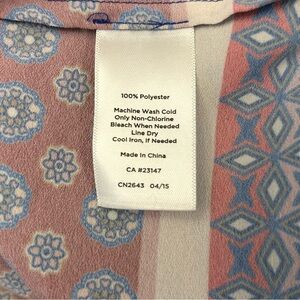 100% Polyester
Machine Wash Cold
Only Non-Chlorine
Bleach When Needed
Line Dry
Cool Iron, If Needed
Made in China
CA #23147
CN2643 04/15